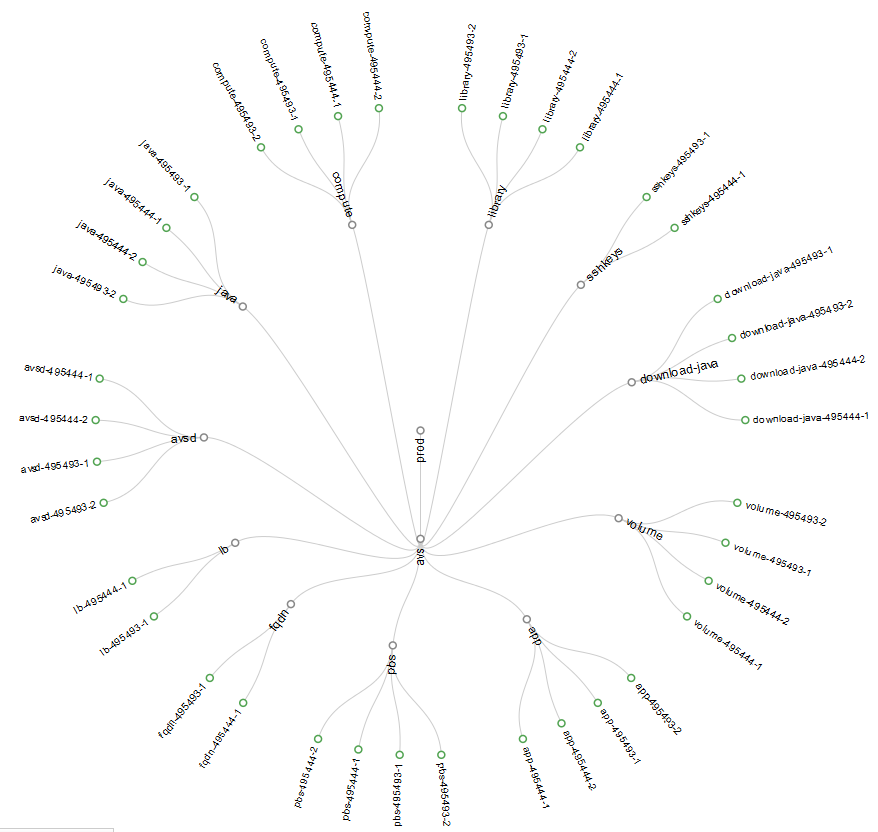 prod
avs
compute
compute-495493-2
compute-495493-1
compute-495444-1
compute-495444-2
library
library-495493-2
library-495493-1
library-495444-2
library-495444-1
sshkeys
sshkeys-495493-1
sshkeys-495444-1
download-java
download-java-495493-1
download-java-495493-2
download-java-495444-2
download-java-495444-1
volume
volume-495493-2
volume-495493-1
volume-495444-2
volume-495444-1
app
app-495493-2
app-495493-1
app-495444-2
app-495444-1
pbs
pbs-495493-2
pbs-495493-1
pbs-495444-1
pbs-495444-2
fqdn
fqdn-495444-1
fqdn-495493-1
lb
lb-495493-1
lb-495444-1
avsd
avsd-495493-2
avsd-495493-1
avsd-495444-2
avsd-495444-1
java
java-495493-2
java-495444-2
java-495444-1
java-495493-1